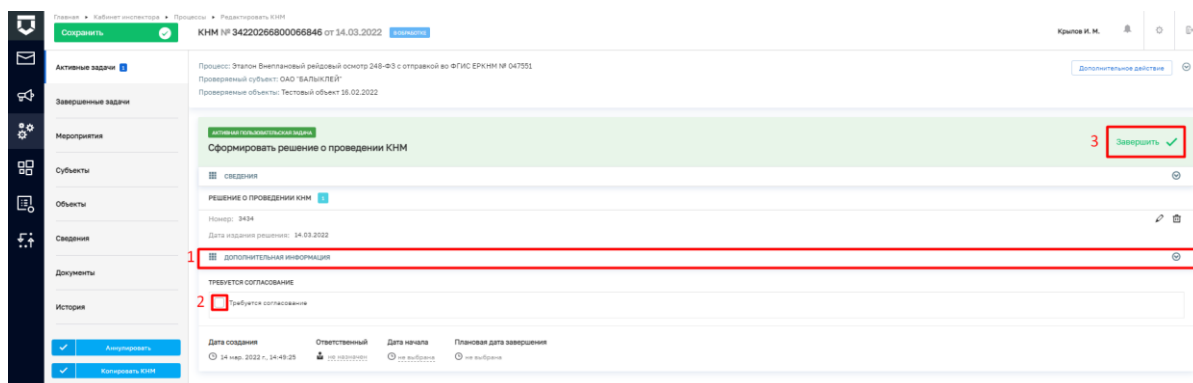 Главная ▸ Кабинет инспектора ▸ Процессы ▸ Редактировать КНМ
Сохранить
КНМ № 34220266800066846 от 14.03.2022
Крылов И. М.
Активные задачи 1
Завершенные задачи
Мероприятия
Субъекты
Объекты
Сведения
Документы
История
Аннулировать
Копировать КНМ
Процесс: Эталон Внеплановый рейдовый осмотр 248-ФЗ с отправкой во ФГИС ЕРКНМ № 047551
Проверяемый субъект: ОАО "БАЛЫКЛЕЙ"
Проверяемые объекты: Тестовый объект 16.02.2022
Дополнительное действие
АКТИВНАЯ ПОЛЬЗОВАТЕЛЬСКАЯ ЗАДАЧА
Сформировать решение о проведении КНМ
3 Завершить
СВЕДЕНИЯ
РЕШЕНИЕ О ПРОВЕДЕНИИ КНМ 1
Номер: 3434
Дата издания решения: 14.03.2022
1 ДОПОЛНИТЕЛЬНАЯ ИНФОРМАЦИЯ
ТРЕБУЕТСЯ СОГЛАСОВАНИЕ
2 Требуется согласование
Дата создания Ответственный Дата начала Плановая дата завершения
14 мар. 2022 г., 14:49:25 не назначен не выбрана не выбрана